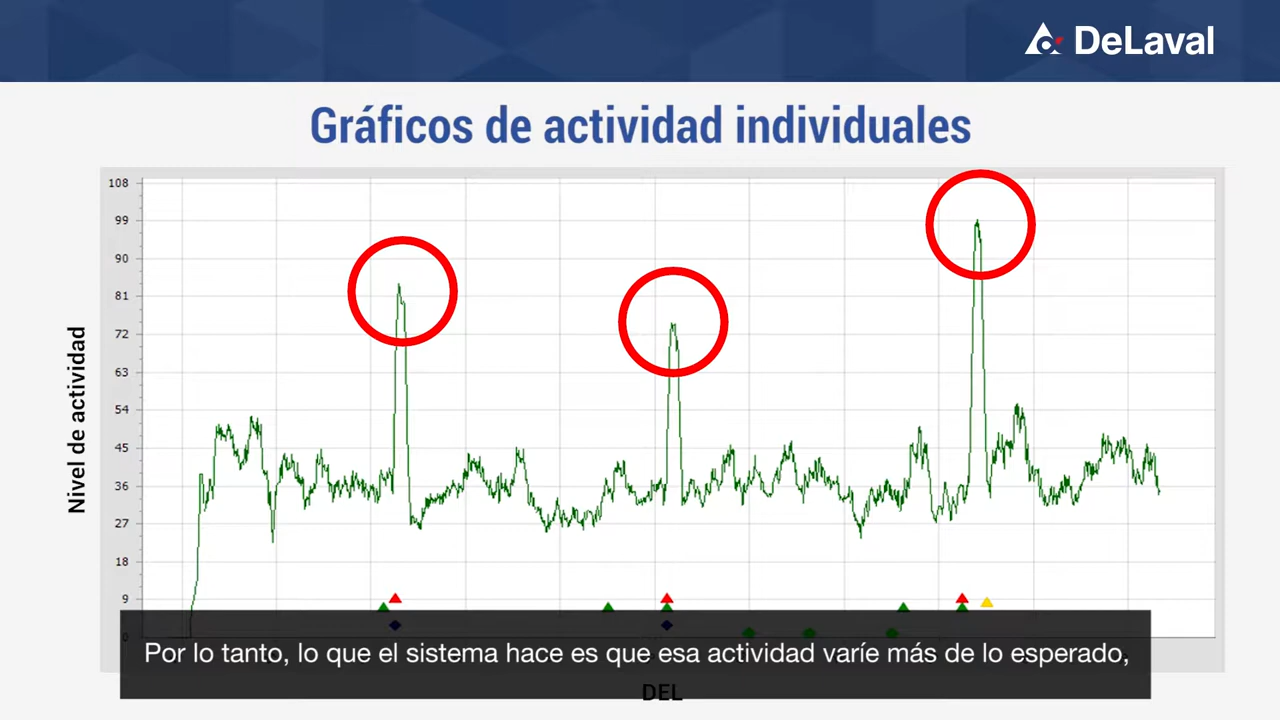 DeLaval
Gráficos de actividad individuales
Nivel de actividad
108
99
90
81
72
63
54
45
36
27
18
9
0
Por lo tanto, lo que el sistema hace es que esa actividad varíe más de lo esperado,
DEL